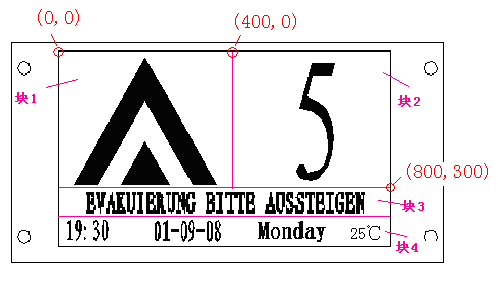 (0,0)
(400,0)
块1
块2
5
(800,300)
块3
EVAKUIERUNG BITTE AUSSTEIGEN
19:30 01-09-08 Monday 25℃
块4